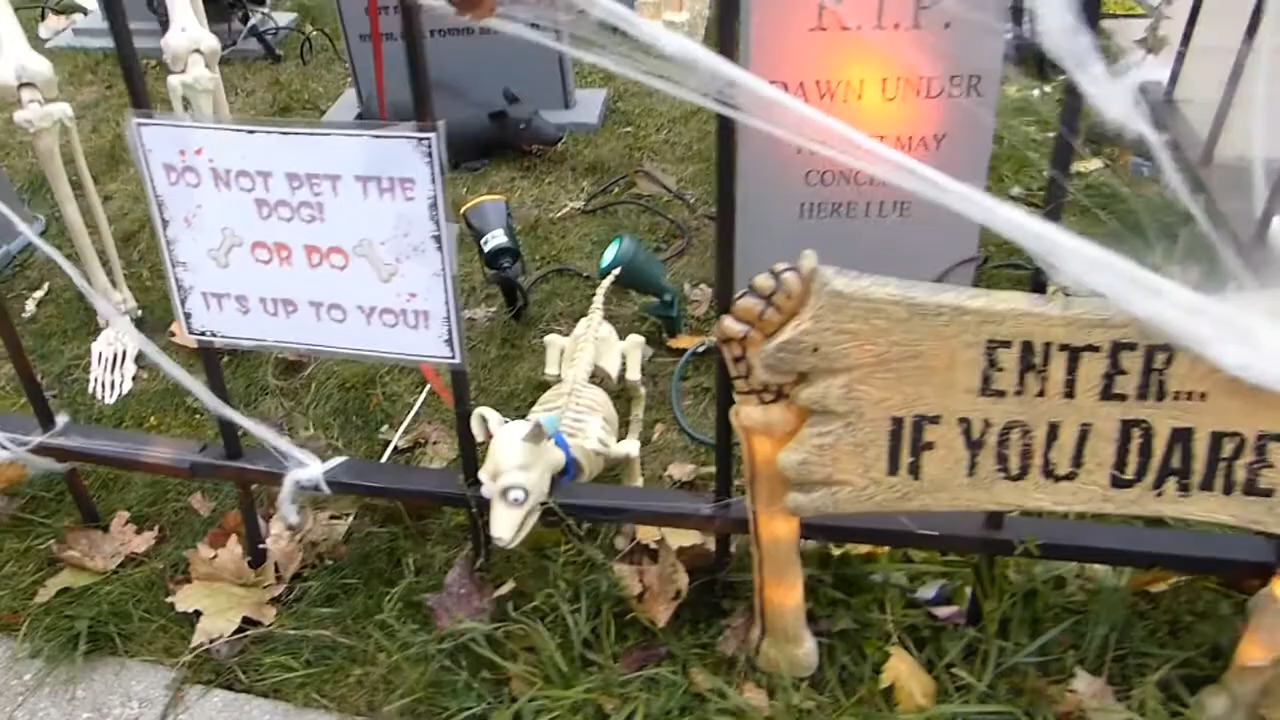 DO NOT PET THE
DOG!
OR DO
IT'S UP TO YOU!
R.I.P.
DAWN UNDER
MAY
HERE I LIE
ENTER...
IF YOU DARE